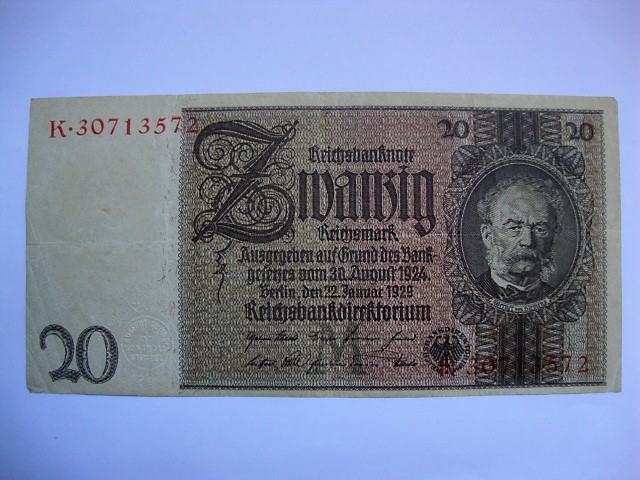 K·30713572
20 20
Reichsbanknote
Zwanzig
Reichsmark
Ausgegeben auf Grund des Bank-
gesetzes vom 30. August 1924
Berlin, den 22. Januar 1929
Reichsbankdirektorium
20
K·30713572